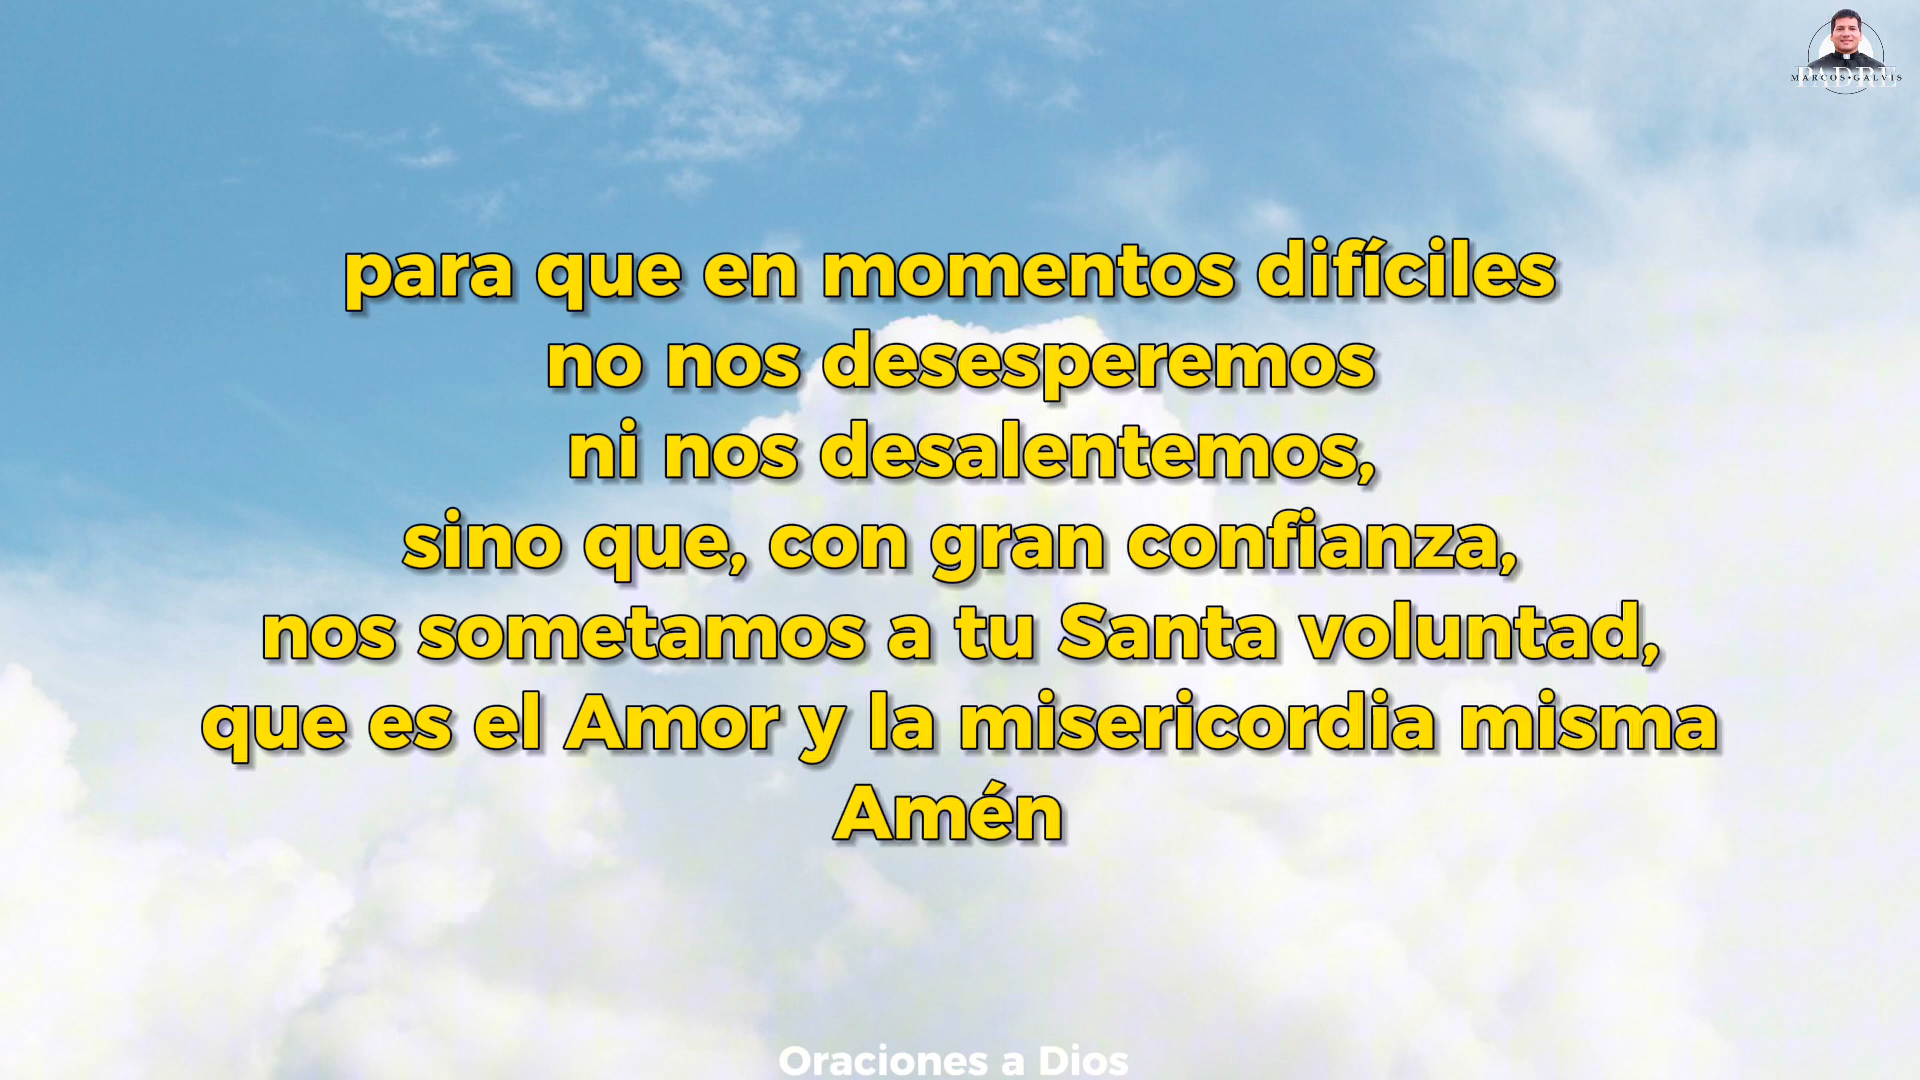 PADRE
MARCOS•GALVIS
para que en momentos difíciles
no nos desesperemos
ni nos desalentemos,
sino que, con gran confianza,
nos sometamos a tu Santa voluntad,
que es el Amor y la misericordia misma
Amén
Oraciones a Dios